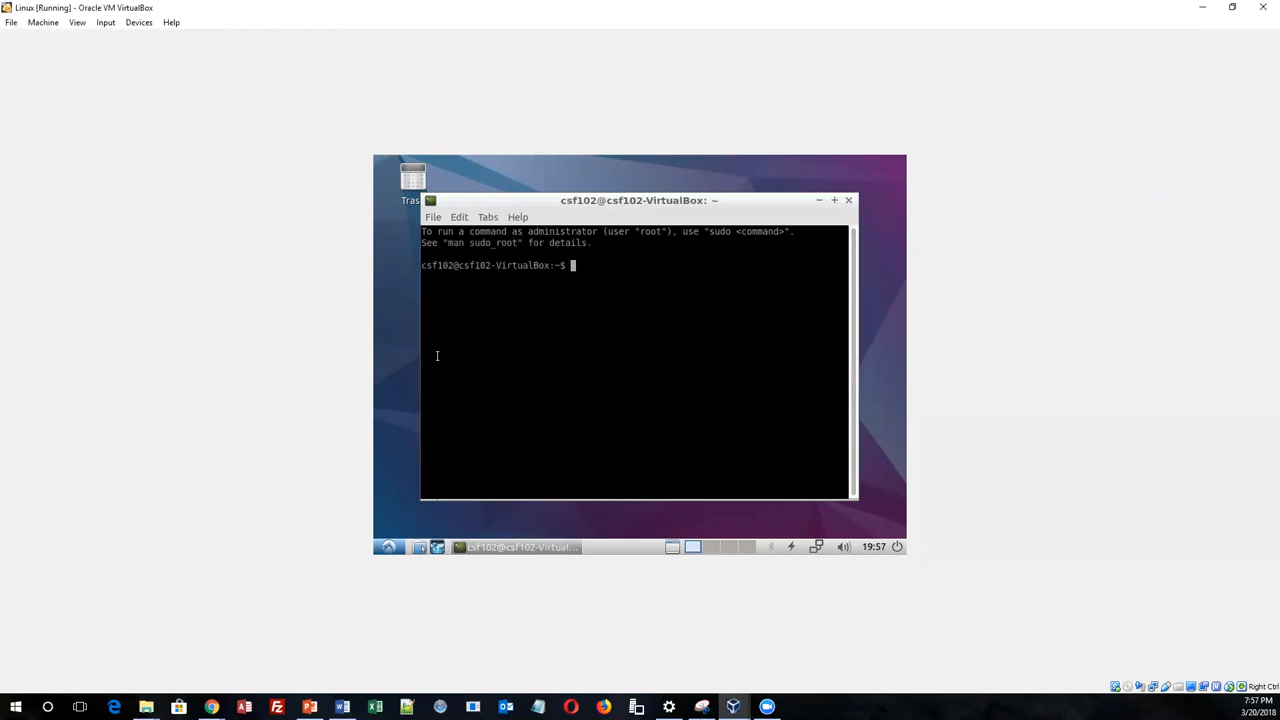 Linux [Running] - Oracle VM VirtualBox
File Machine View Input Devices Help
Tras
csf102@csf102-VirtualBox: ~
File Edit Tabs Help
To run a command as administrator (user "root"), use "sudo <command>".
See "man sudo_root" for details.
csf102@csf102-VirtualBox:~$
csf102@csf102-Virtual...
19:57
Right Ctrl
7:57 PM
3/20/2018